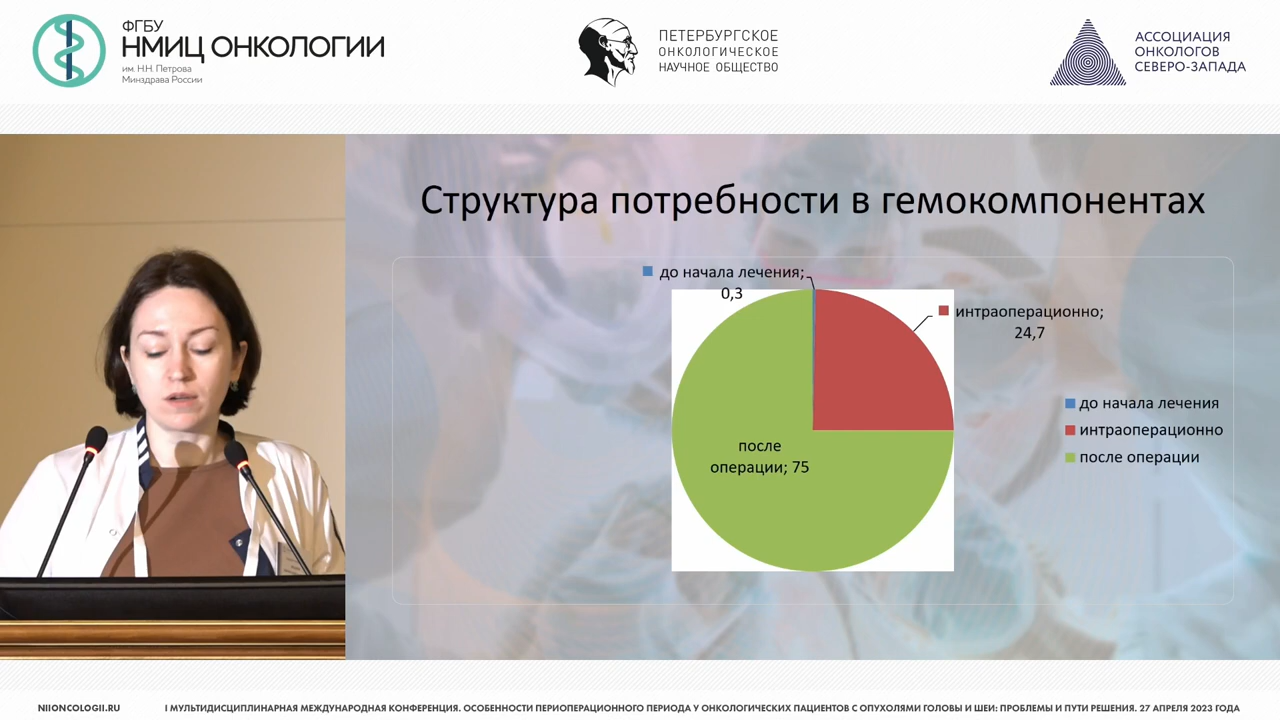 ФГБУ
НМИЦ ОНКОЛОГИИ
им. Н.Н. Петрова
Минздрава России
ПЕТЕРБУРГСКОЕ
ОНКОЛОГИЧЕСКОЕ
НАУЧНОЕ ОБЩЕСТВО
АССОЦИАЦИЯ
ОНКОЛОГОВ
СЕВЕРО-ЗАПАДА
Структура потребности в гемокомпонентах
до начала лечения;
0,3
интраоперационно;
24,7
после
операции; 75
до начала лечения
интраоперационно
после операции
NIIONCOLOGII.RU
I МУЛЬТИДИСЦИПЛИНАРНАЯ МЕЖДУНАРОДНАЯ КОНФЕРЕНЦИЯ. ОСОБЕННОСТИ ПЕРИОПЕРАЦИОННОГО ПЕРИОДА У ОНКОЛОГИЧЕСКИХ ПАЦИЕНТОВ С ОПУХОЛЯМИ ГОЛОВЫ И ШЕИ: ПРОБЛЕМЫ И ПУТИ РЕШЕНИЯ. 27 АПРЕЛЯ 2023 ГОДА